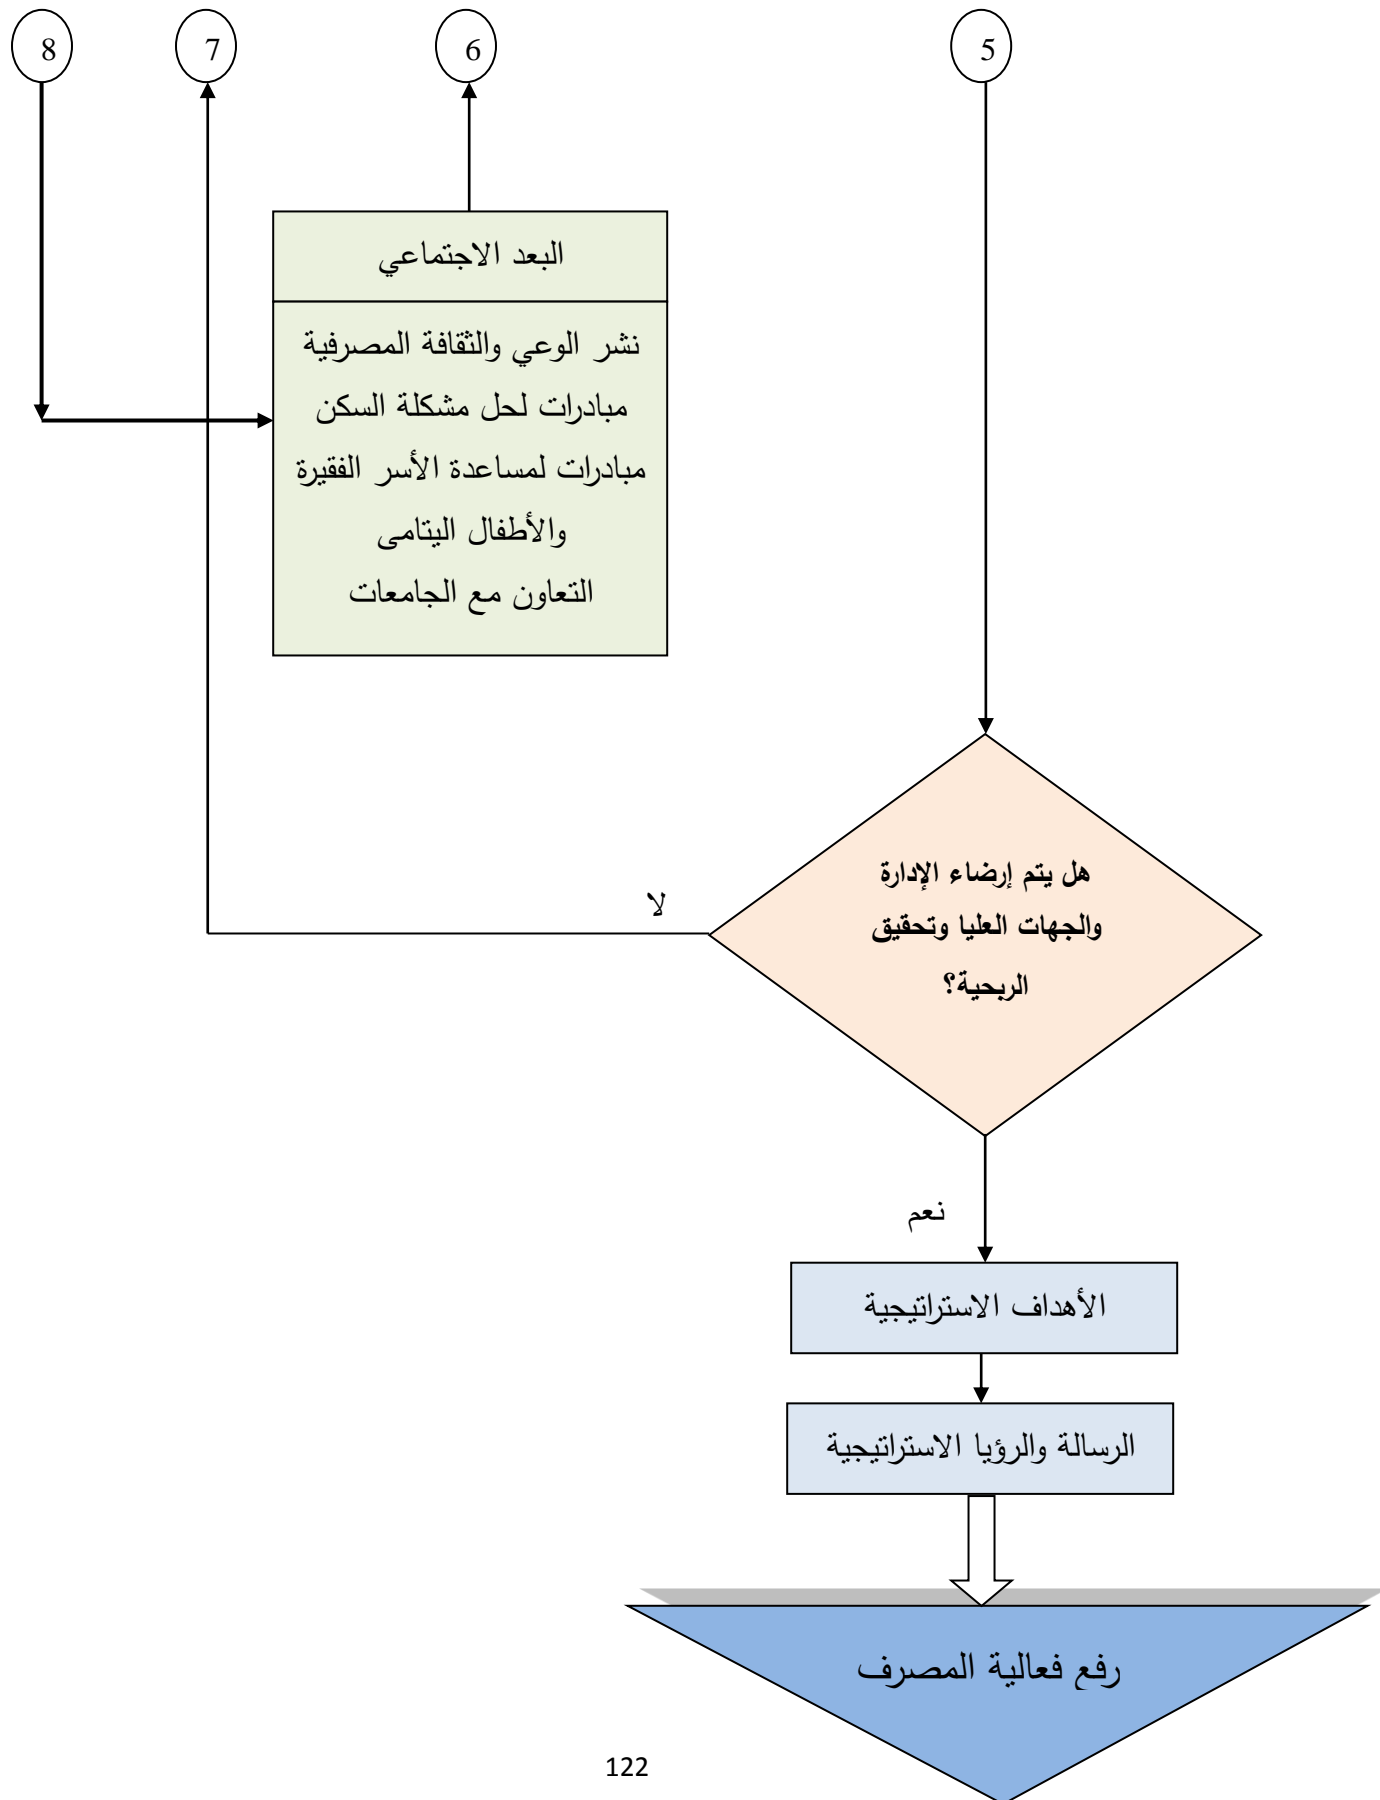 8
7
6
5
البعد الاجتماعي
نشر الوعي والثقافة المصرفية
مبادرات لحل مشكلة السكن
مبادرات لمساعدة الأسر الفقيرة
والأطفال اليتامى
التعاون مع الجامعات
هل يتم إرضاء الإدارة
والجهات العليا وتحقيق
الربحية؟
لا
نعم
الأهداف الاستراتيجية
الرسالة والرؤيا الاستراتيجية
رفع فعالية المصرف
122